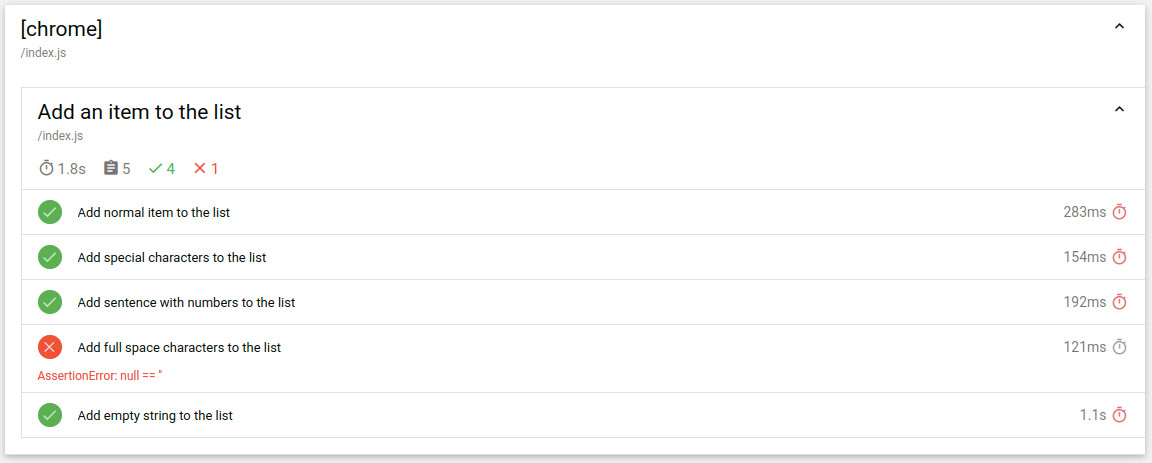 [chrome]
/index.js
Add an item to the list
/index.js
1.8s 5 4 1
Add normal item to the list 283ms
Add special characters to the list 154ms
Add sentence with numbers to the list 192ms
Add full space characters to the list 121ms
AssertionError: null == ''
Add empty string to the list 1.1s